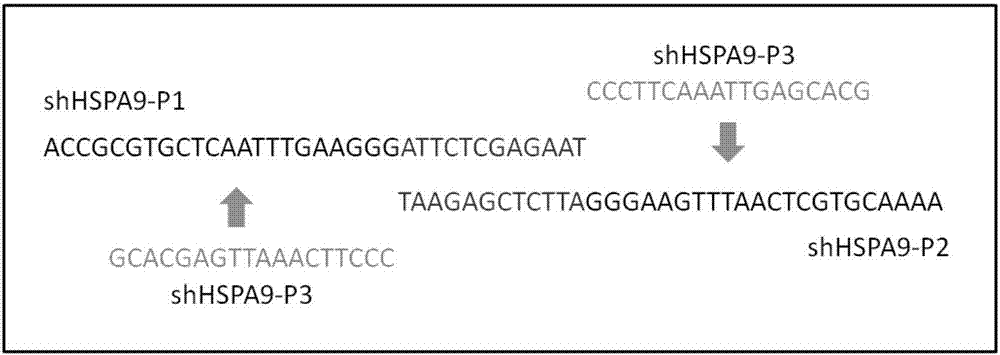 shHSPA9-P3
CCCTTCAAATTGAGCACG
shHSPA9-P1
ACCGCGTGCTCAATTTGAAGGGATTCTCGAGAAT
TAAGAGCTCTTAGGGAAGTTTAACTCGTGCAAAA
shHSPA9-P2
GCACGAGTTAAACTTCCC
shHSPA9-P3